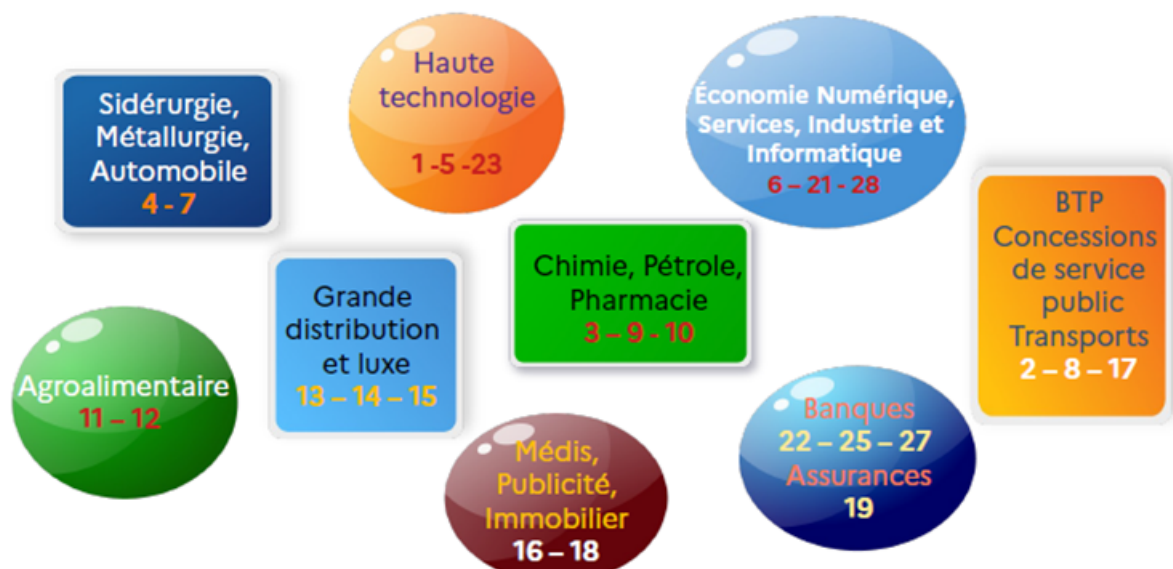 Sidérurgie,
Métallurgie,
Automobile
4 - 7
Haute
technologie
1 -5 -23
Économie Numérique,
Services, Industrie et
Informatique
6 – 21 - 28
BTP
Concessions
de service
public
Transports
2 – 8 – 17
Agroalimentaire
11 – 12
Grande
distribution
et luxe
13 – 14 – 15
Chimie, Pétrole,
Pharmacie
3 – 9 - 10
Médis,
Publicité,
Immobilier
16 – 18
Banques
22 – 25 – 27
Assurances
19